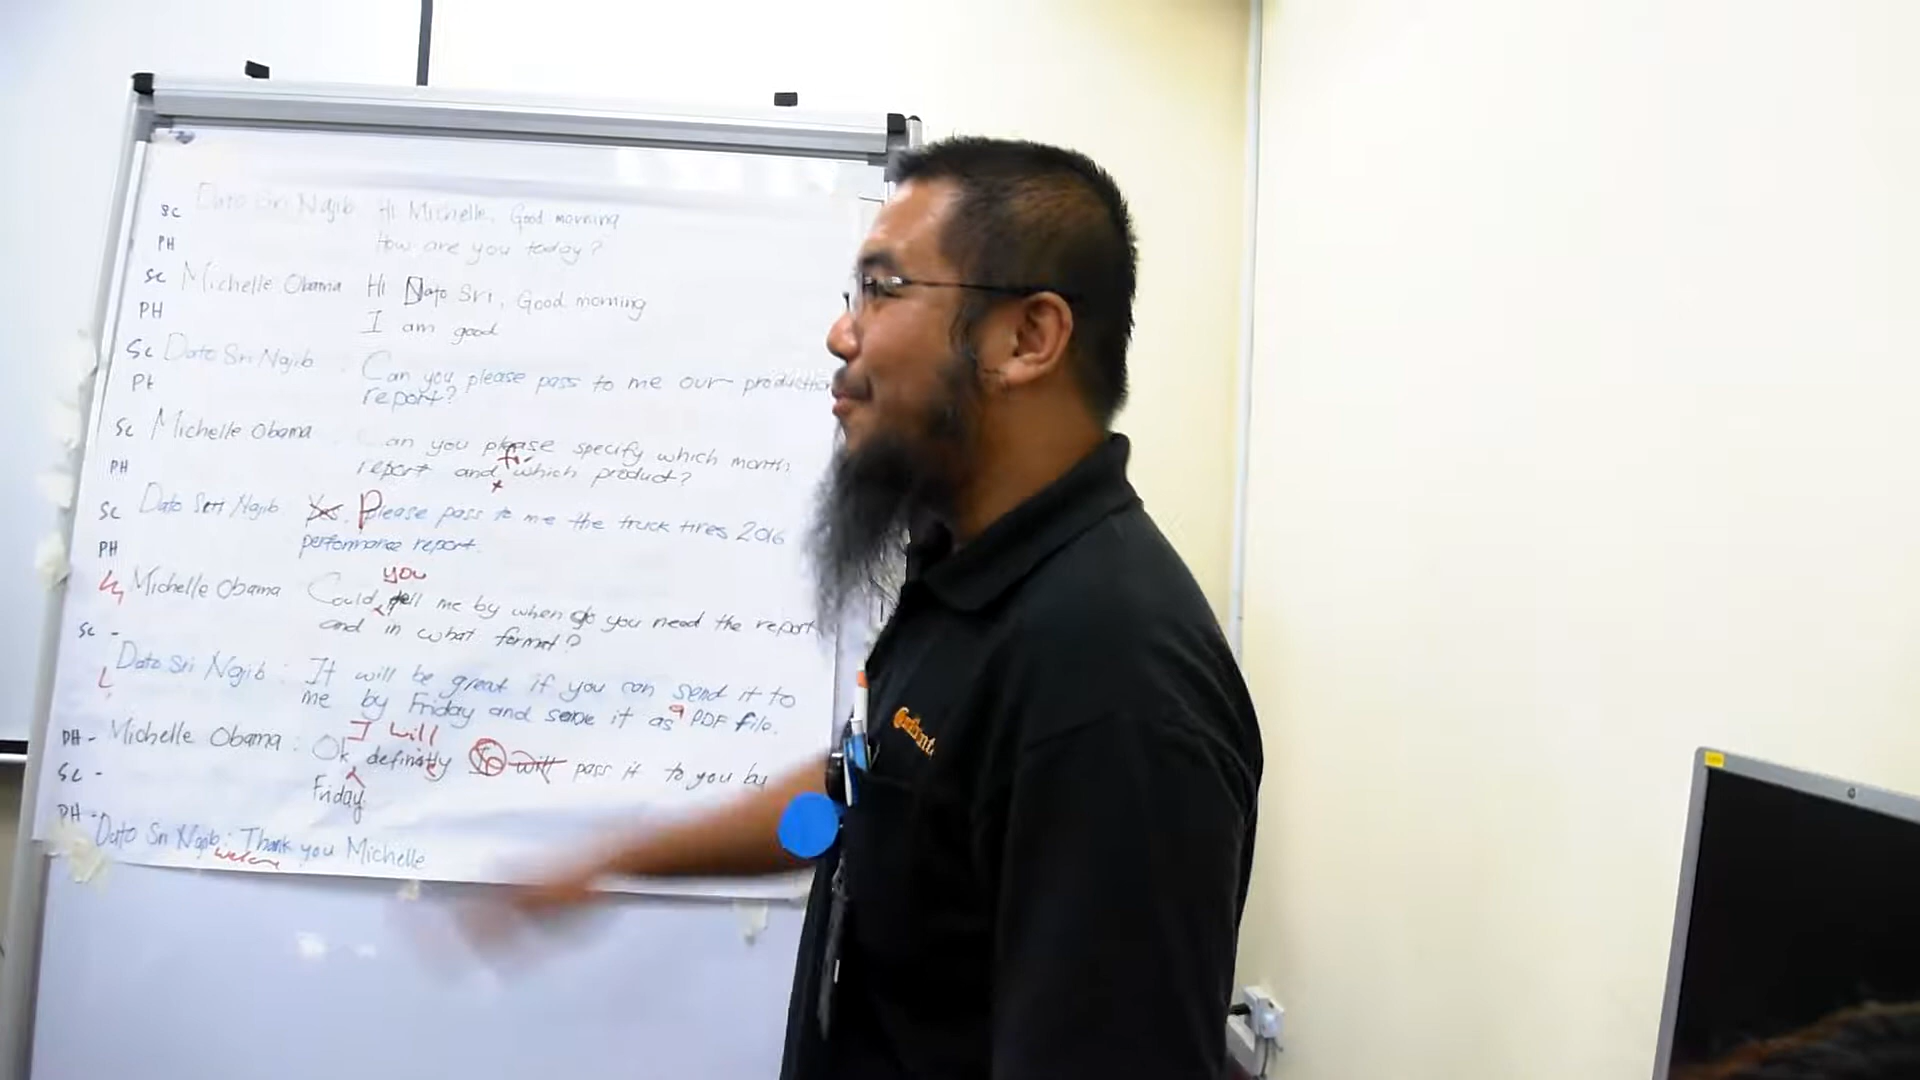 SC Dato Sri Najib Hi Michelle, Good morning
PH How are you today?
SC Michelle Obama Hi Dato Sri, Good morning
PH I am good
SC Dato Sri Najib : Can you please pass to me our production
PH report?
SC Michelle Obama : Can you please specify which month
PH report and which product?
SC Dato Seri Najib Yes. Please pass to me the truck tires 2016
PH performance report.
you
Michelle Obama Could tell me by when do you need the report
SC - and in what format?
Dato Sri Najib : It will be great if you can send it to
me by Friday and save it as a PDF file.
I will
PH - Michelle Obama : Ok, definitely will pass it to you by
SC - Friday.
PH - Dato Sri Najib : Thank you Michelle
Continent